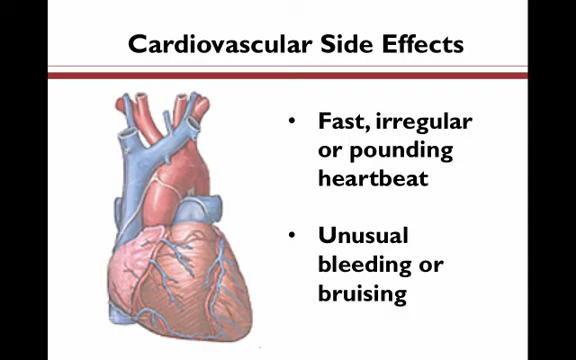 Cardiovascular Side Effects
• Fast, irregular
or pounding
heartbeat
• Unusual
bleeding or
bruising